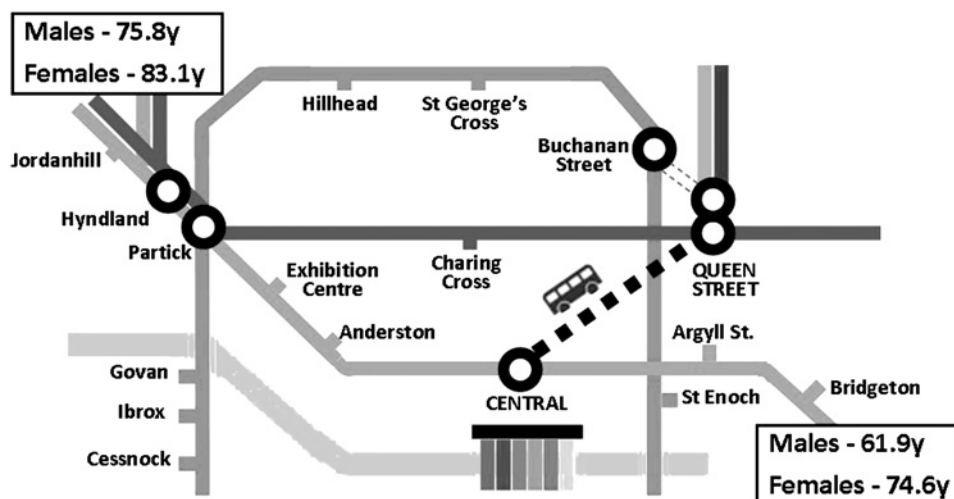 Males - 75.8y
Females - 83.1y
Hillhead
St George's
Cross
Buchanan
Street
Jordanhill
Hyndland
Partick
Exhibition
Centre
Charing
Cross
QUEEN
STREET
Anderston
Argyll St.
Govan
Bridgeton
CENTRAL
St Enoch
Ibrox
Cessnock
Males - 61.9y
Females - 74.6y